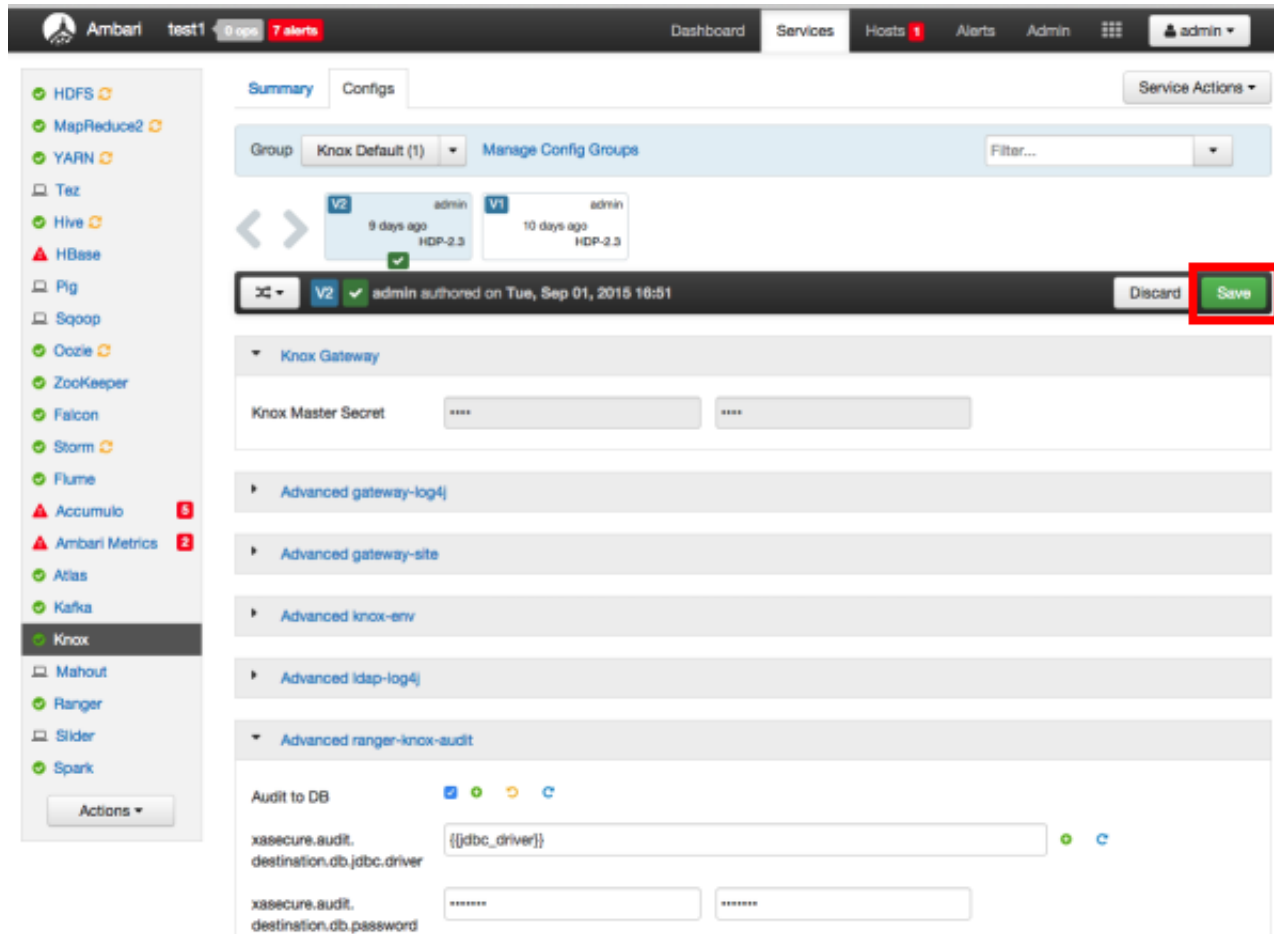 Ambari test1 0 ops 7 alerts Dashboard Services Hosts 1 Alerts Admin admin
HDFS
MapReduce2
YARN
Tez
Hive
HBase
Pig
Sqoop
Oozie
ZooKeeper
Falcon
Storm
Flume
Accumulo 5
Ambari Metrics 2
Atlas
Kafka
Knox
Mahout
Ranger
Slider
Spark
Actions
Summary Configs Service Actions
Group Knox Default (1) Manage Config Groups Filter...
V2 admin
9 days ago
HDP-2.3
V1 admin
10 days ago
HDP-2.3
V2 admin authored on Tue, Sep 01, 2015 16:51 Discard Save
Knox Gateway
Knox Master Secret •••• ••••
Advanced gateway-log4j
Advanced gateway-site
Advanced knox-env
Advanced ldap-log4j
Advanced ranger-knox-audit
Audit to DB
xasecure.audit.
destination.db.jdbc.driver
{{jdbc_driver}}
xasecure.audit.
destination.db.password
••••••• •••••••